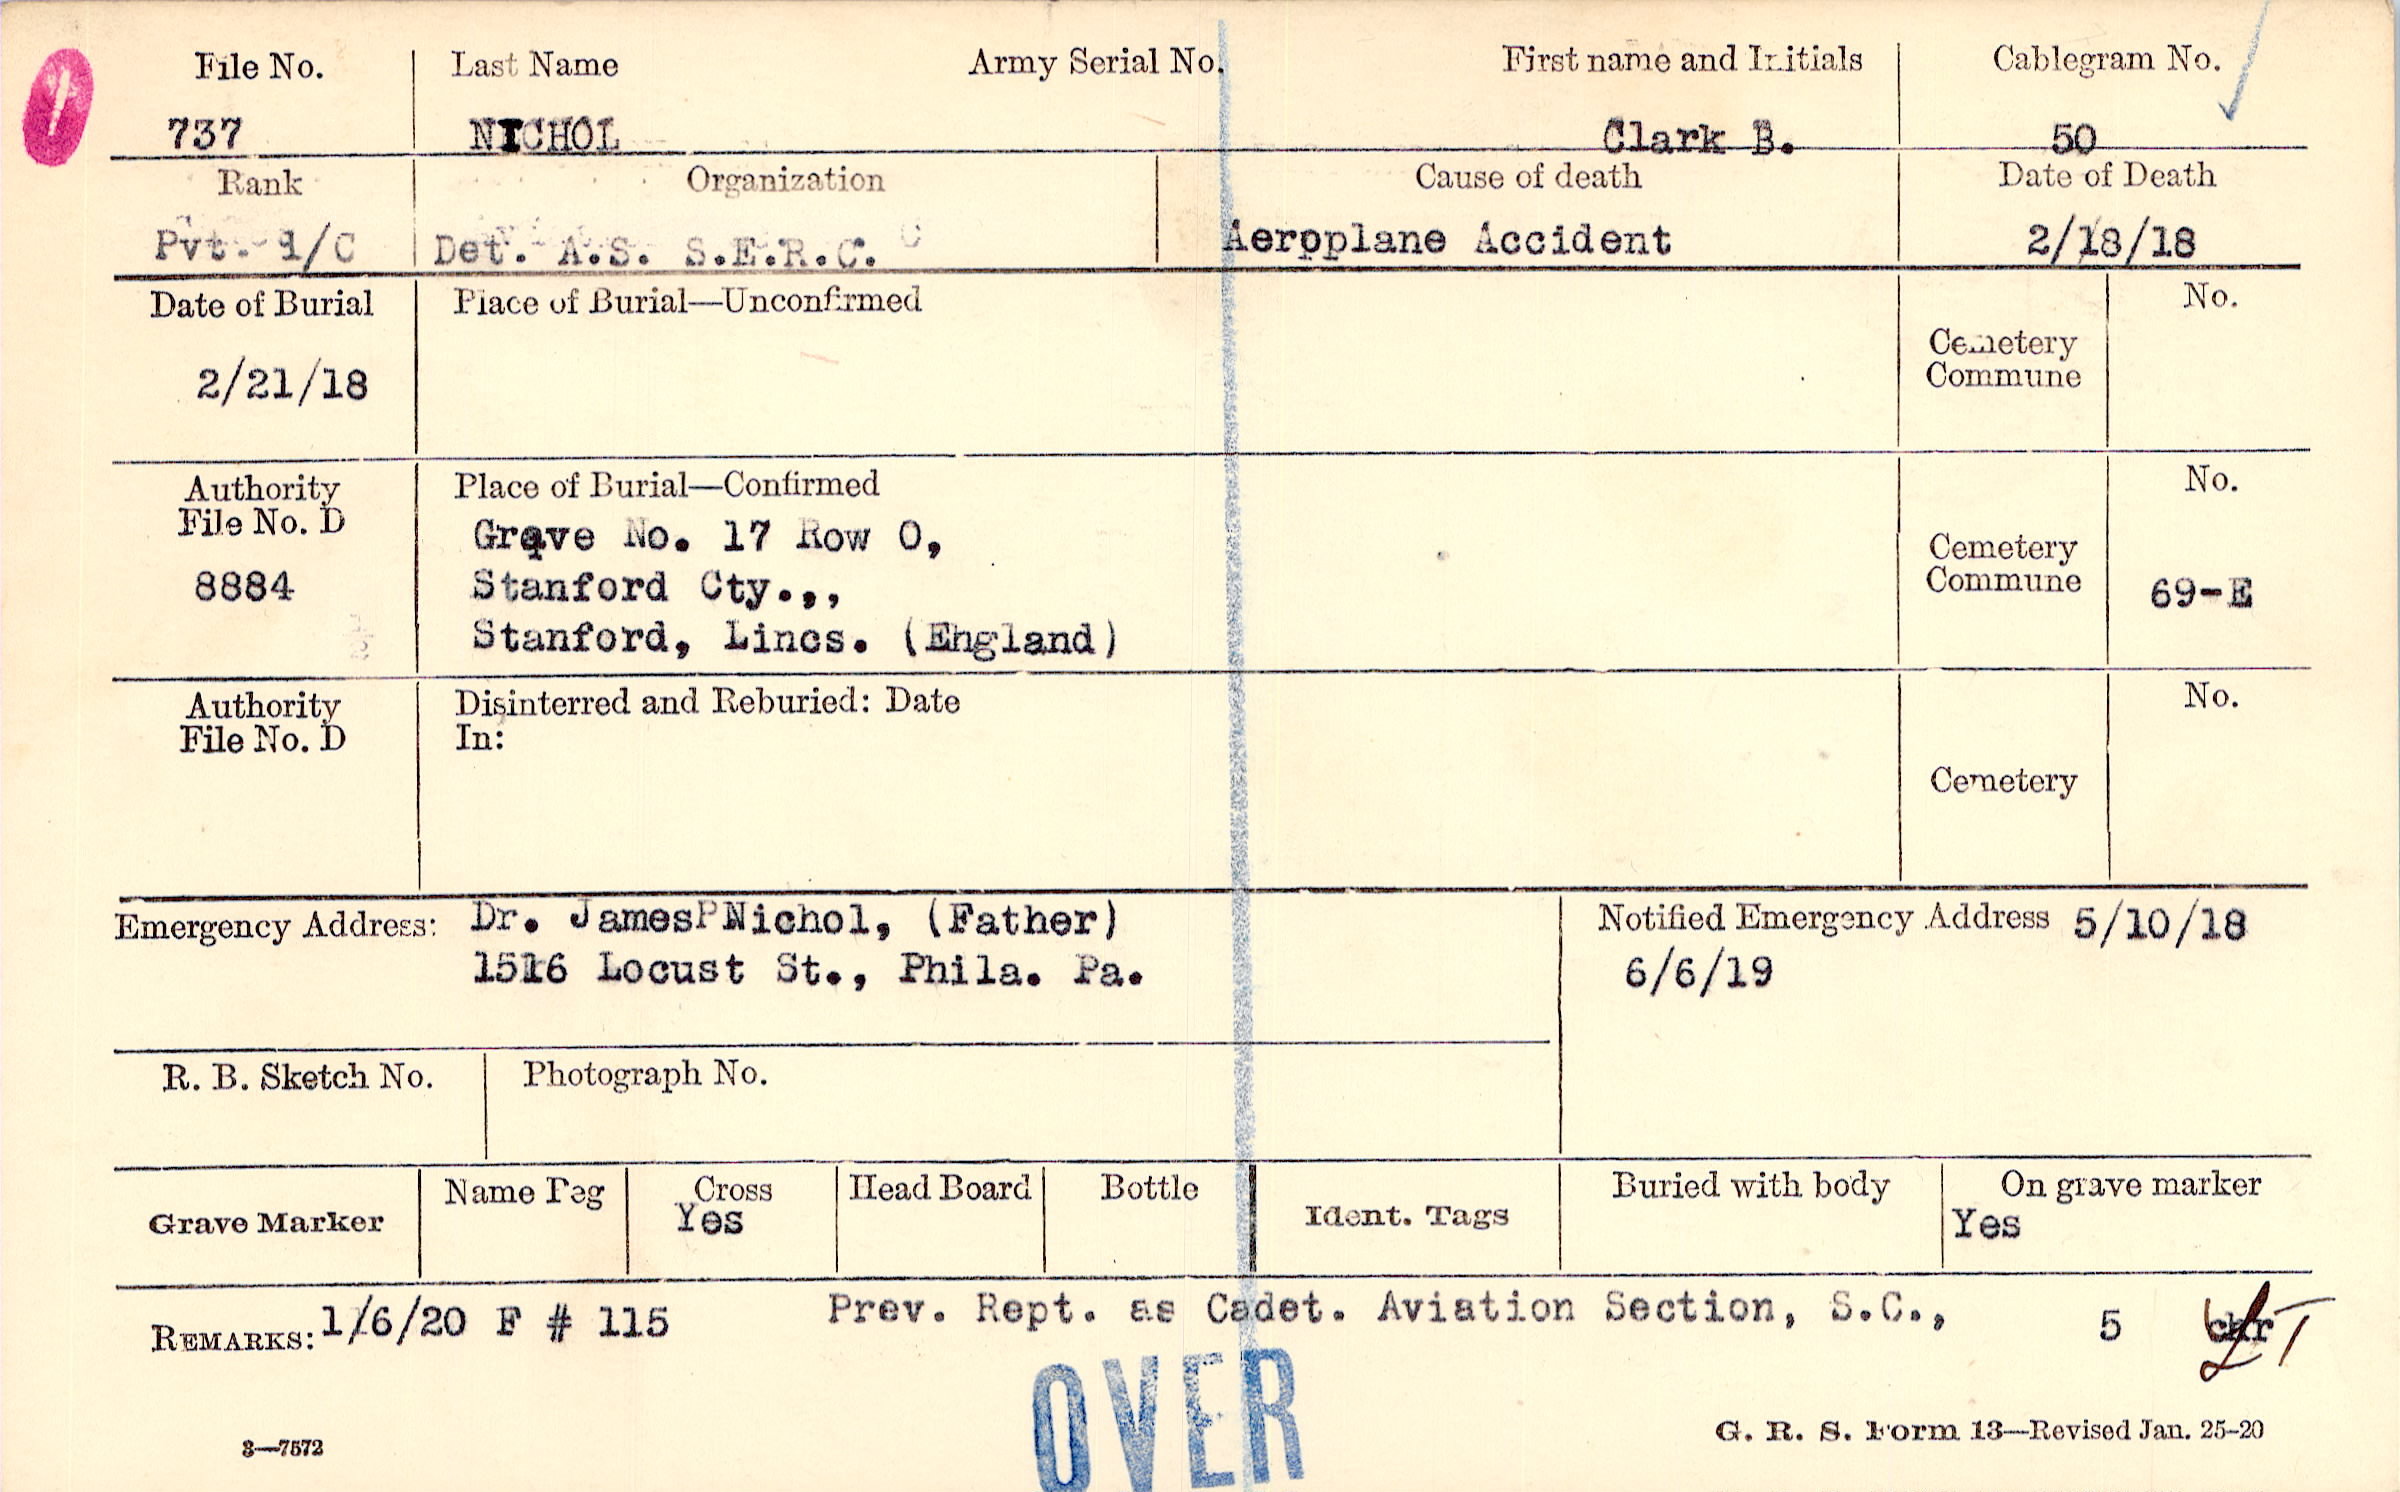 File No. Last Name Army Serial No. First name and Initials Cablegram No.
737 NICHOL Clark B. 50
Rank Organization Cause of death Date of Death
Pvt. 1/C Det. A.S. S.E.R.C. Aeroplane Accident 2/18/18
Date of Burial Place of Burial—Unconfirmed No.
Cemetery
Commune
2/21/18
Authority Place of Burial—Confirmed No.
File No. D Grave No. 17 Row O,
Cemetery
8884 Stanford Cty.,, Commune 69-E
Stanford, Lincs. (England)
Authority Disinterred and Reburied: Date No.
File No. D In:
Cemetery
Emergency Address: Dr. James P Nichol, (Father) Notified Emergency Address 5/10/18
1516 Locust St., Phila. Pa. 6/6/19
R. B. Sketch No. Photograph No.
Name Peg Cross Head Board Bottle Buried with body On grave marker
Grave Marker Yes Ident. Tags Yes
REMARKS: 1/6/20 F # 115 Prev. Rept. as Cadet. Aviation Section, S.C., 5
OVER
3—7572 G. R. S. Form 13—Revised Jan. 25-20